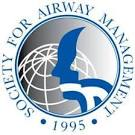 SOCIETY FOR AIRWAY MANAGEMENT
• 1995 •